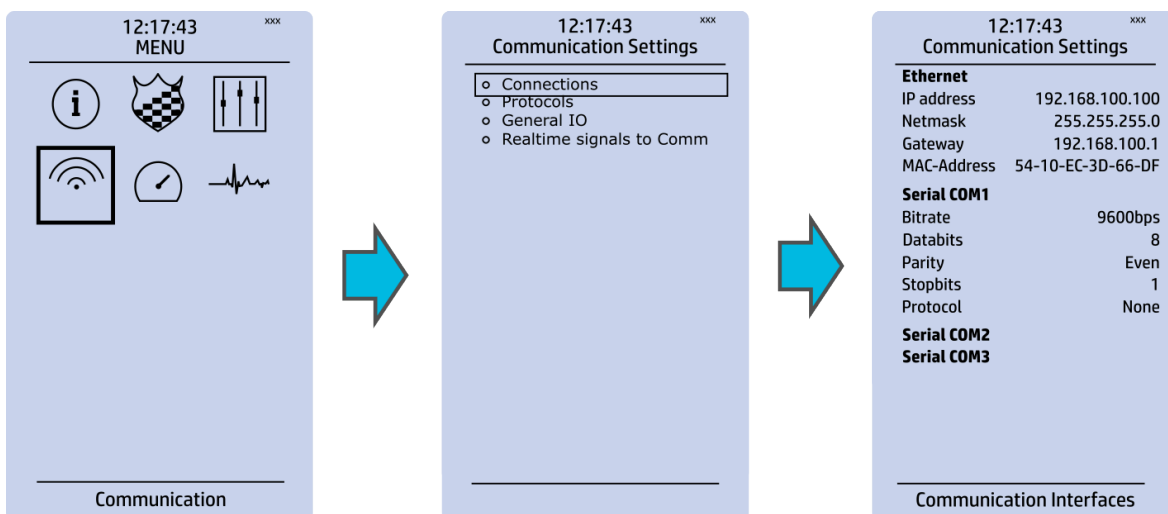 12:17:43 xxx
MENU
i
Communication
12:17:43 xxx
Communication Settings
Connections
Protocols
General IO
Realtime signals to Comm
12:17:43 xxx
Communication Settings
Ethernet
IP address 192.168.100.100
Netmask 255.255.255.0
Gateway 192.168.100.1
MAC-Address 54-10-EC-3D-66-DF
Serial COM1
Bitrate 9600bps
Databits 8
Parity Even
Stopbits 1
Protocol None
Serial COM2
Serial COM3
Communication Interfaces